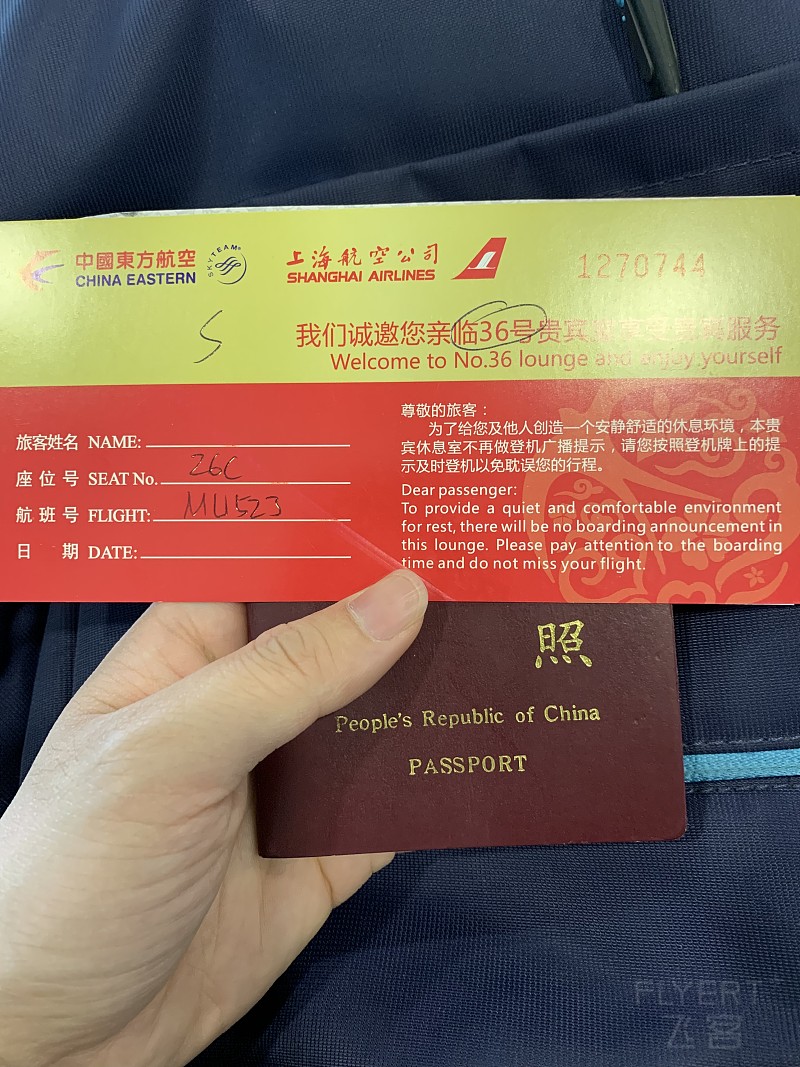 中國東方航空
CHINA EASTERN
SKYTEAM
上海航空公司
SHANGHAI AIRLINES
1270744
S
我们诚邀您亲临36号贵宾 服务
Welcome to No.36 lounge and enjoy yourself
旅客姓名 NAME:
座位号 SEAT No. 26C
航班号 FLIGHT: MU523
日 期 DATE:
尊敬的旅客：
为了给您及他人创造一个安静舒适的休息环境，本贵
宾休息室不再做登机广播提示，请您按照登机牌上的提
示及时登机以免耽误您的行程。
Dear passenger:
To provide a quiet and comfortable environment
for rest, there will be no boarding announcement in
this lounge. Please pay attention to the boarding
time and do not miss your flight.
照
People's Republic of China
PASSPORT
FLYERT
飞客